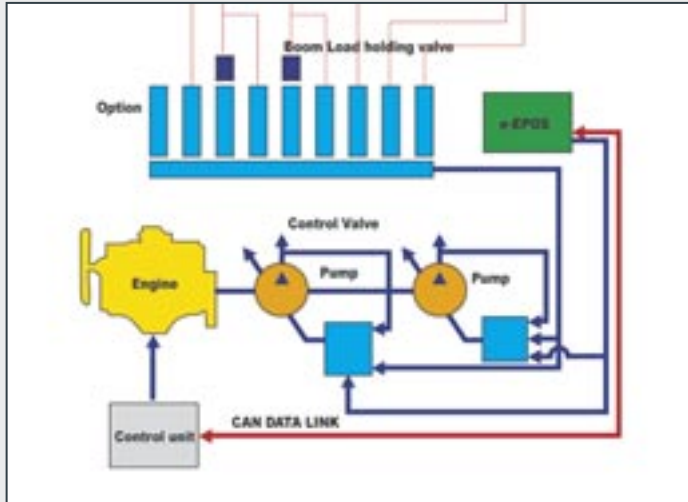 Boom Load holding valve
Option
e-EPOS
Control Valve
Pump
Pump
Engine
CAN DATA LINK
Control unit